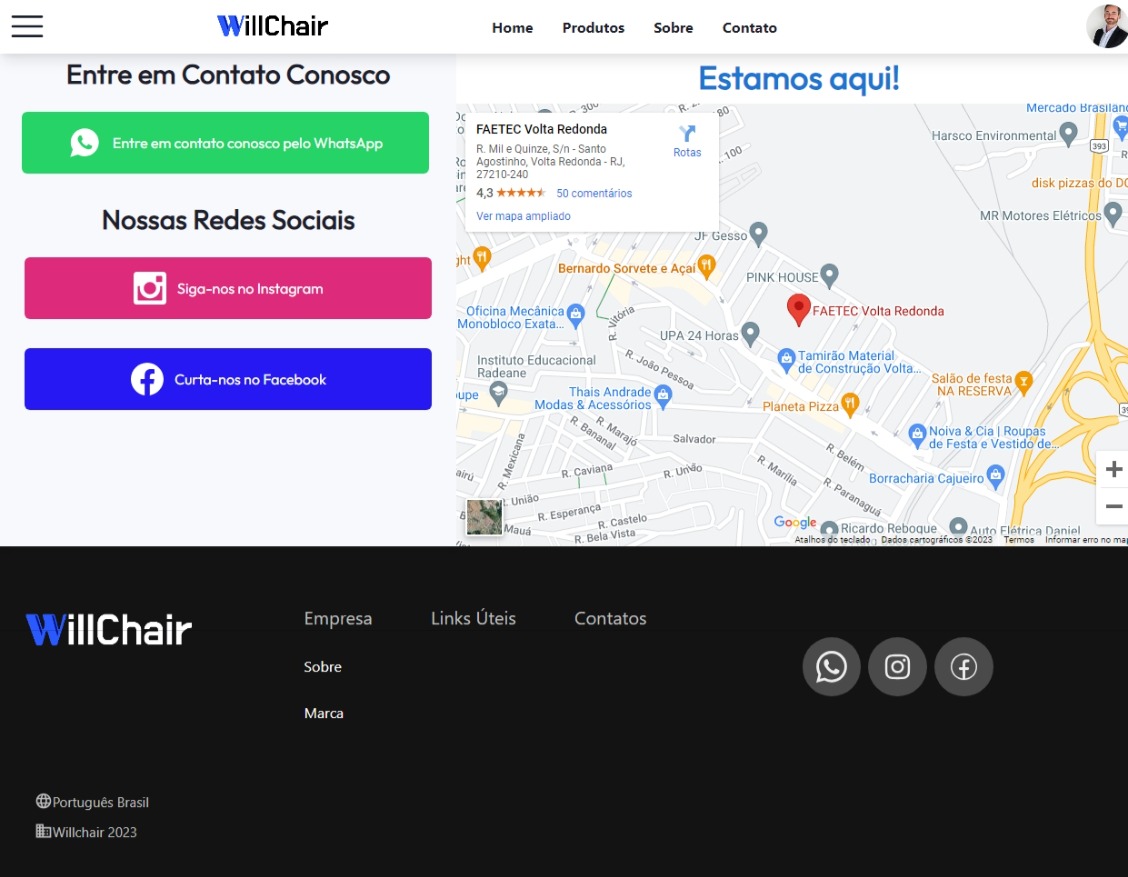 WillChair
Home
Produtos
Sobre
Contato
Entre em Contato Conosco
Entre em contato conosco pelo WhatsApp
Nossas Redes Sociais
Siga-nos no Instagram
Curta-nos no Facebook
Estamos aqui!
FAETEC Volta Redonda
R. Mil e Quinze, S/n - Santo
Agostinho, Volta Redonda - RJ,
27210-240
4,3
50 comentários
Ver mapa ampliado
Rotas
Harsco Environmental
393
disk pizzas do
MR Motores Elétricos
JF Gesso
Bernardo Sorvete e Açaí
PINK HOUSE
FAETEC Volta Redonda
Oficina Mecânica
Monobloco Exata...
R. Vitória
UPA 24 Horas
Instituto Educacional
Radeane
R. João Pessoa
Tamirão Material
de Construção Volta...
Salão de festa
NA RESERVA
Thais Andrade
Modas & Acessórios
Planeta Pizza
R. Marajó
R. Bananal
Salvador
Noiva & Cia | Roupas
de Festa e Vestido de...
R. Mexicana
R. Belém
R. Caviana
R. União
R. Marília
Borracharia Cajueiro
R. Paranaguá
R. União
R. Esperança
R. Castelo
Mauá
R. Bela Vista
Google
Ricardo Reboque
Auto Elétrica Daniel
Atalhos do teclado
Dados cartográficos ©2023
Termos
Informar erro no
WillChair
Empresa
Links Úteis
Contatos
Sobre
Marca
Português Brasil
Willchair 2023